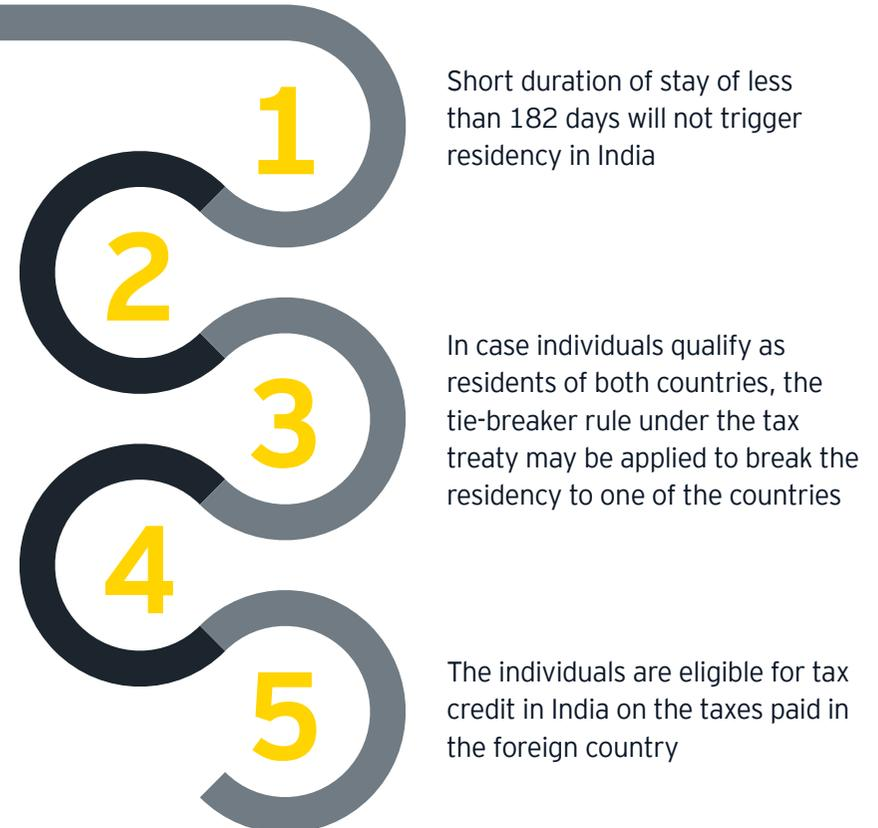 1
Short duration of stay of less
than 182 days will not trigger
residency in India
2
3
In case individuals qualify as
residents of both countries, the
tie-breaker rule under the tax
treaty may be applied to break the
residency to one of the countries
4
5
The individuals are eligible for tax
credit in India on the taxes paid in
the foreign country